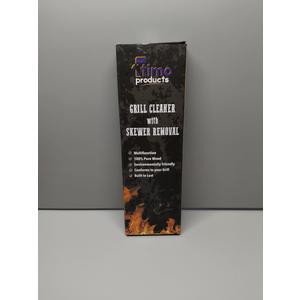 timo
products
GRILL CLEANER
with
SKEWER REMOVAL
Multifunction
100% Pure Wood
Environmentally Friendly
Conforms to your Grill
Built to Last